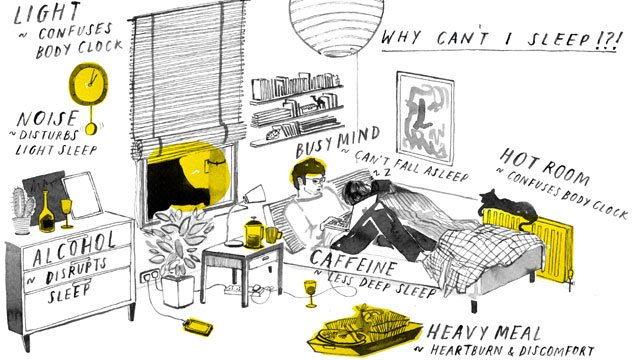 LIGHT
~ CONFUSES
BODY CLOCK
WHY CAN'T I SLEEP!?!
NOISE
~ DISTURBS
LIGHT SLEEP
BUSY MIND
~ CAN'T FALL ASLEEP
z z
HOT ROOM
~ CONFUSES BODY CLOCK
ALCOHOL
~ DISRUPTS
SLEEP
CAFFEINE
~ LESS DEEP SLEEP
HEAVY MEAL
~ HEARTBURN & DISCOMFORT